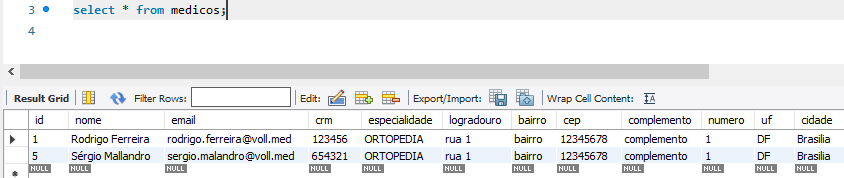 3 select * from medicos;
4
Result Grid Filter Rows: Edit: Export/Import: Wrap Cell Content:
id nome email crm especialidade logradouro bairro cep complemento numero uf cidade
1 Rodrigo Ferreira rodrigo.ferreira@voll.med 123456 ORTOPEDIA rua 1 bairro 12345678 complemento 1 DF Brasilia
5 Sérgio Mallandro sergio.malandro@voll.med 654321 ORTOPEDIA rua 1 bairro 12345678 complemento 1 DF Brasilia
NULL NULL NULL NULL NULL NULL NULL NULL NULL NULL NULL NULL